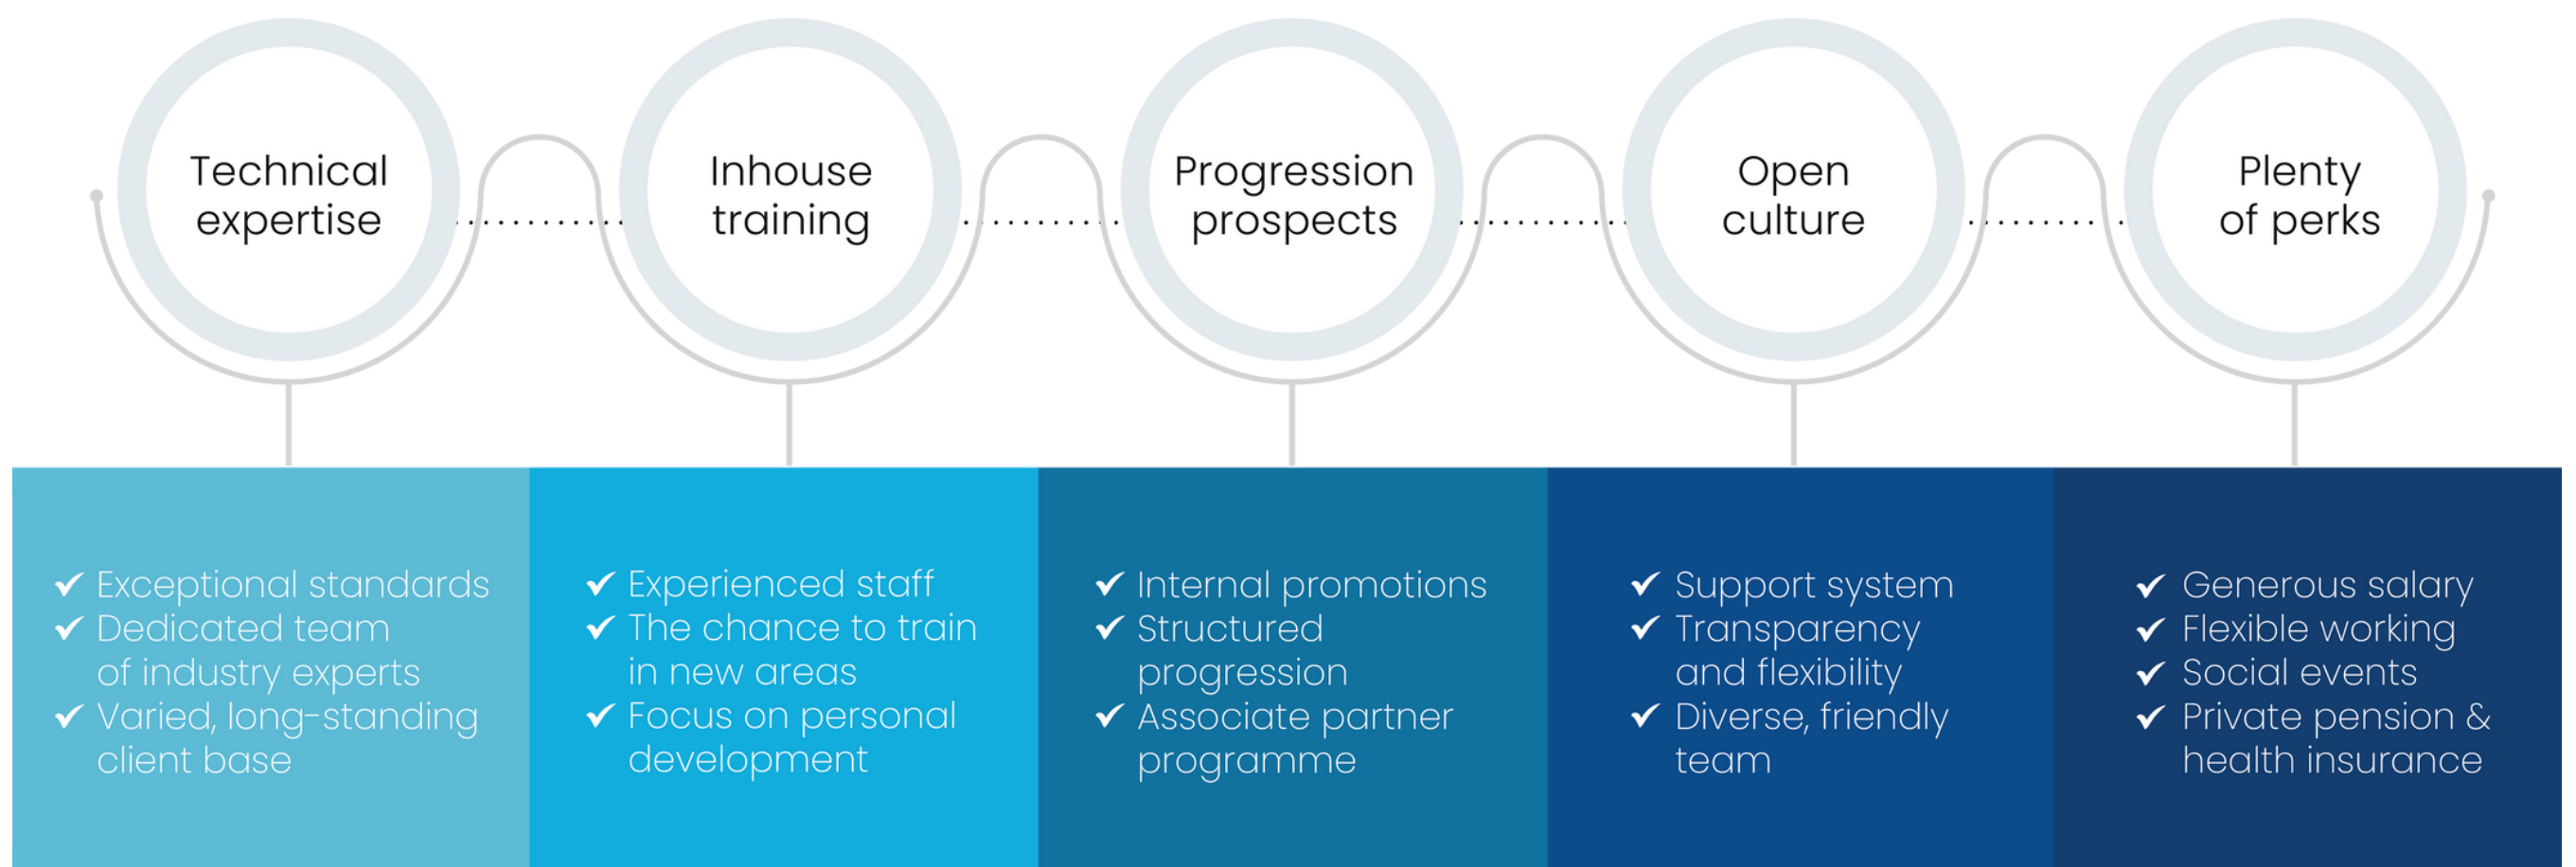 Technical
expertise
Inhouse
training
Progression
prospects
Open
culture
Plenty
of perks
Exceptional standards
Dedicated team
of industry experts
Varied, long-standing
client base
Experienced staff
The chance to train
in new areas
Focus on personal
development
Internal promotions
Structured
progression
Associate partner
programme
Support system
Transparency
and flexibility
Diverse, friendly
team
Generous salary
Flexible working
Social events
Private pension &
health insurance